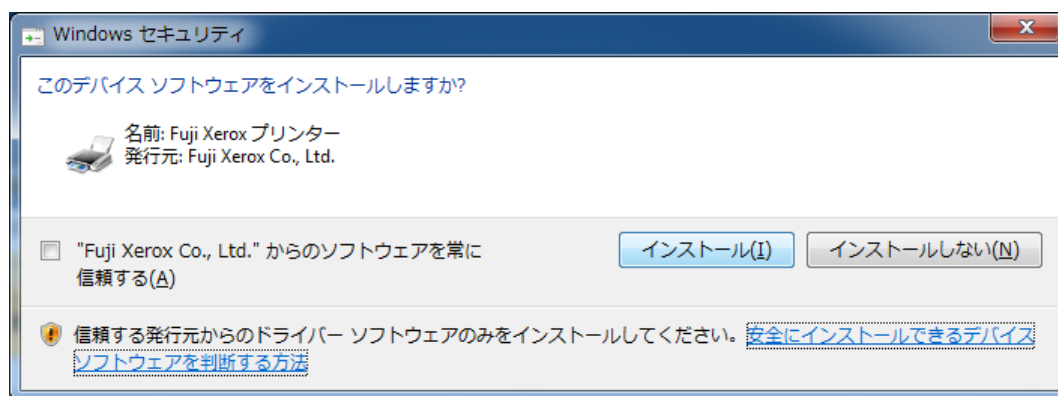 Windows セキュリティ
このデバイス ソフトウェアをインストールしますか?
名前: Fuji Xerox プリンター
発行元: Fuji Xerox Co., Ltd.
"Fuji Xerox Co., Ltd." からのソフトウェアを常に
信頼する(A)
インストール(I)
インストールしない(N)
信頼する発行元からのドライバー ソフトウェアのみをインストールしてください。安全にインストールできるデバイス
ソフトウェアを判断する方法